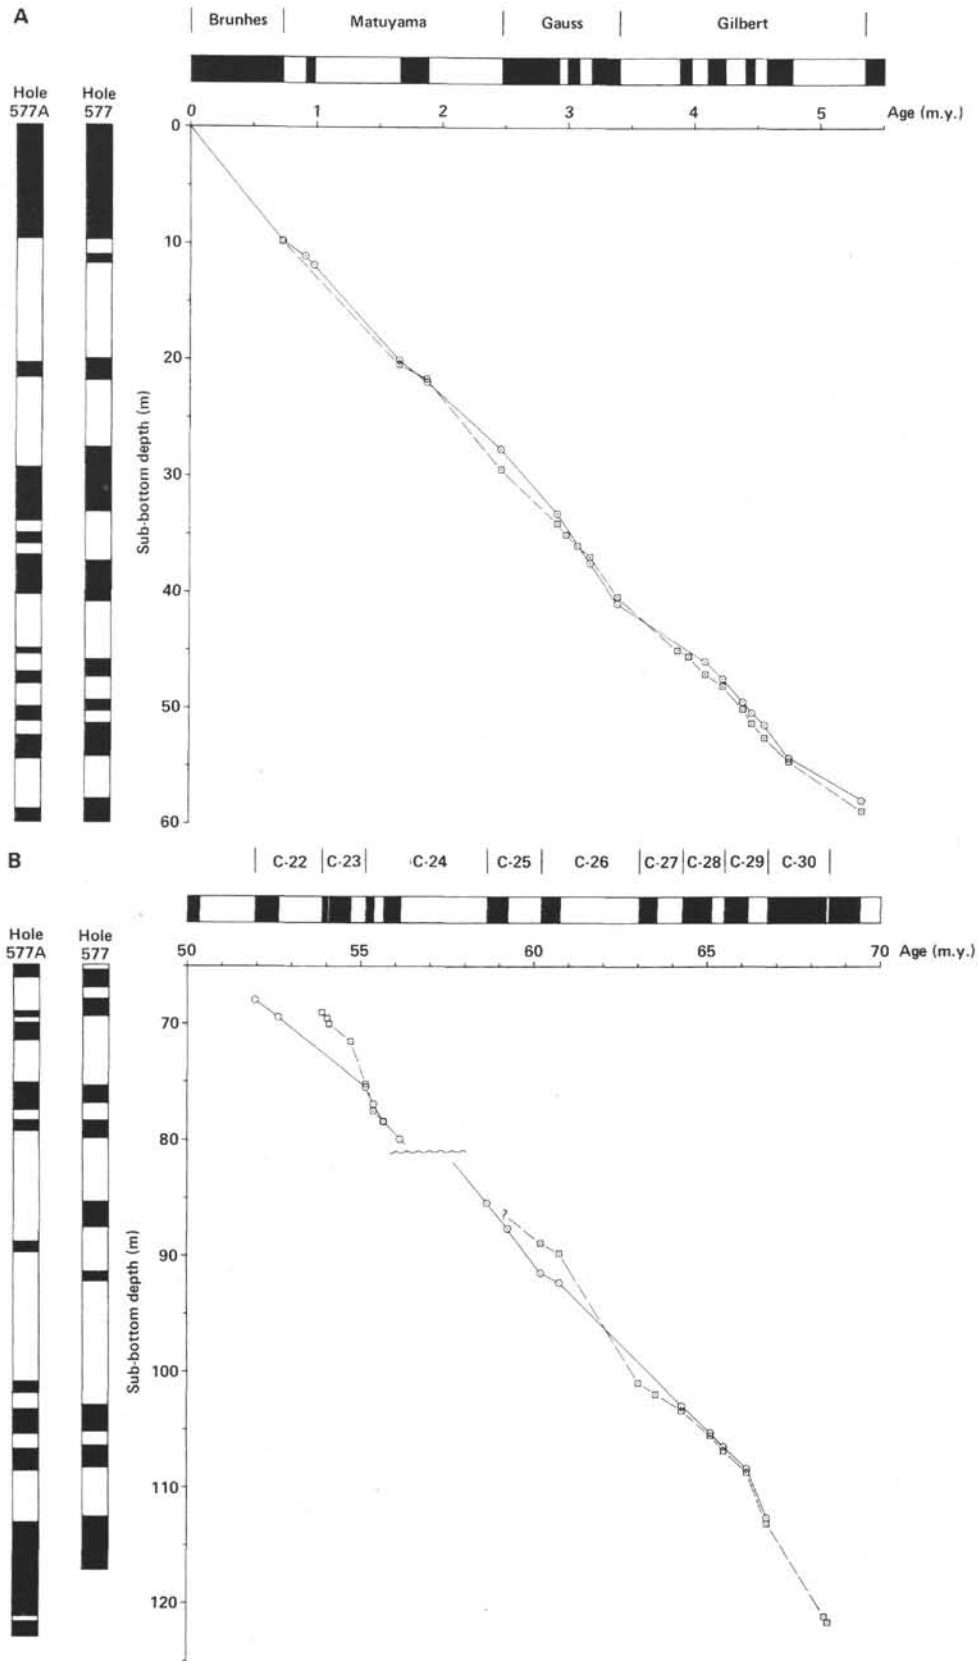 A
Brunhes Matuyama Gauss Gilbert
Hole 577A
Hole 577
0 1 2 3 4 5 Age (m.y.)
0
10
20
30
40
50
60
Sub-bottom depth (m)
B
C-22 C-23 C-24 C-25 C-26 C-27 C-28 C-29 C-30
Hole 577A
Hole 577
50 55 60 65 70 Age (m.y.)
70
80
?
90
100
110
120
Sub-bottom depth (m)